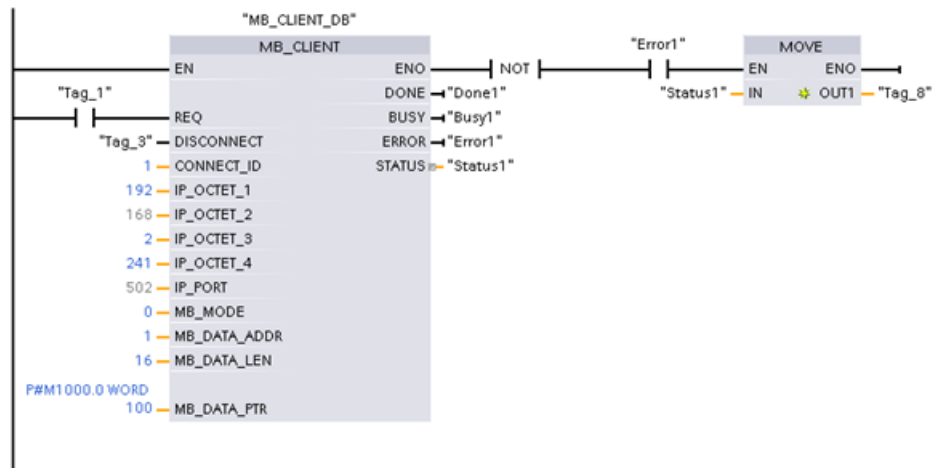 "MB_CLIENT_DB"
MB_CLIENT
"Error1"
MOVE
EN
ENO
NOT
EN
ENO
"Tag_1"
DONE
"Done1"
"Status1"
IN
OUT1
"Tag_8"
REQ
BUSY
"Busy1"
"Tag_3"
DISCONNECT
ERROR
"Error1"
1
CONNECT_ID
STATUS
"Status1"
192
IP_OCTET_1
168
IP_OCTET_2
2
IP_OCTET_3
241
IP_OCTET_4
502
IP_PORT
0
MB_MODE
1
MB_DATA_ADDR
16
MB_DATA_LEN
P#M1000.0 WORD
100
MB_DATA_PTR